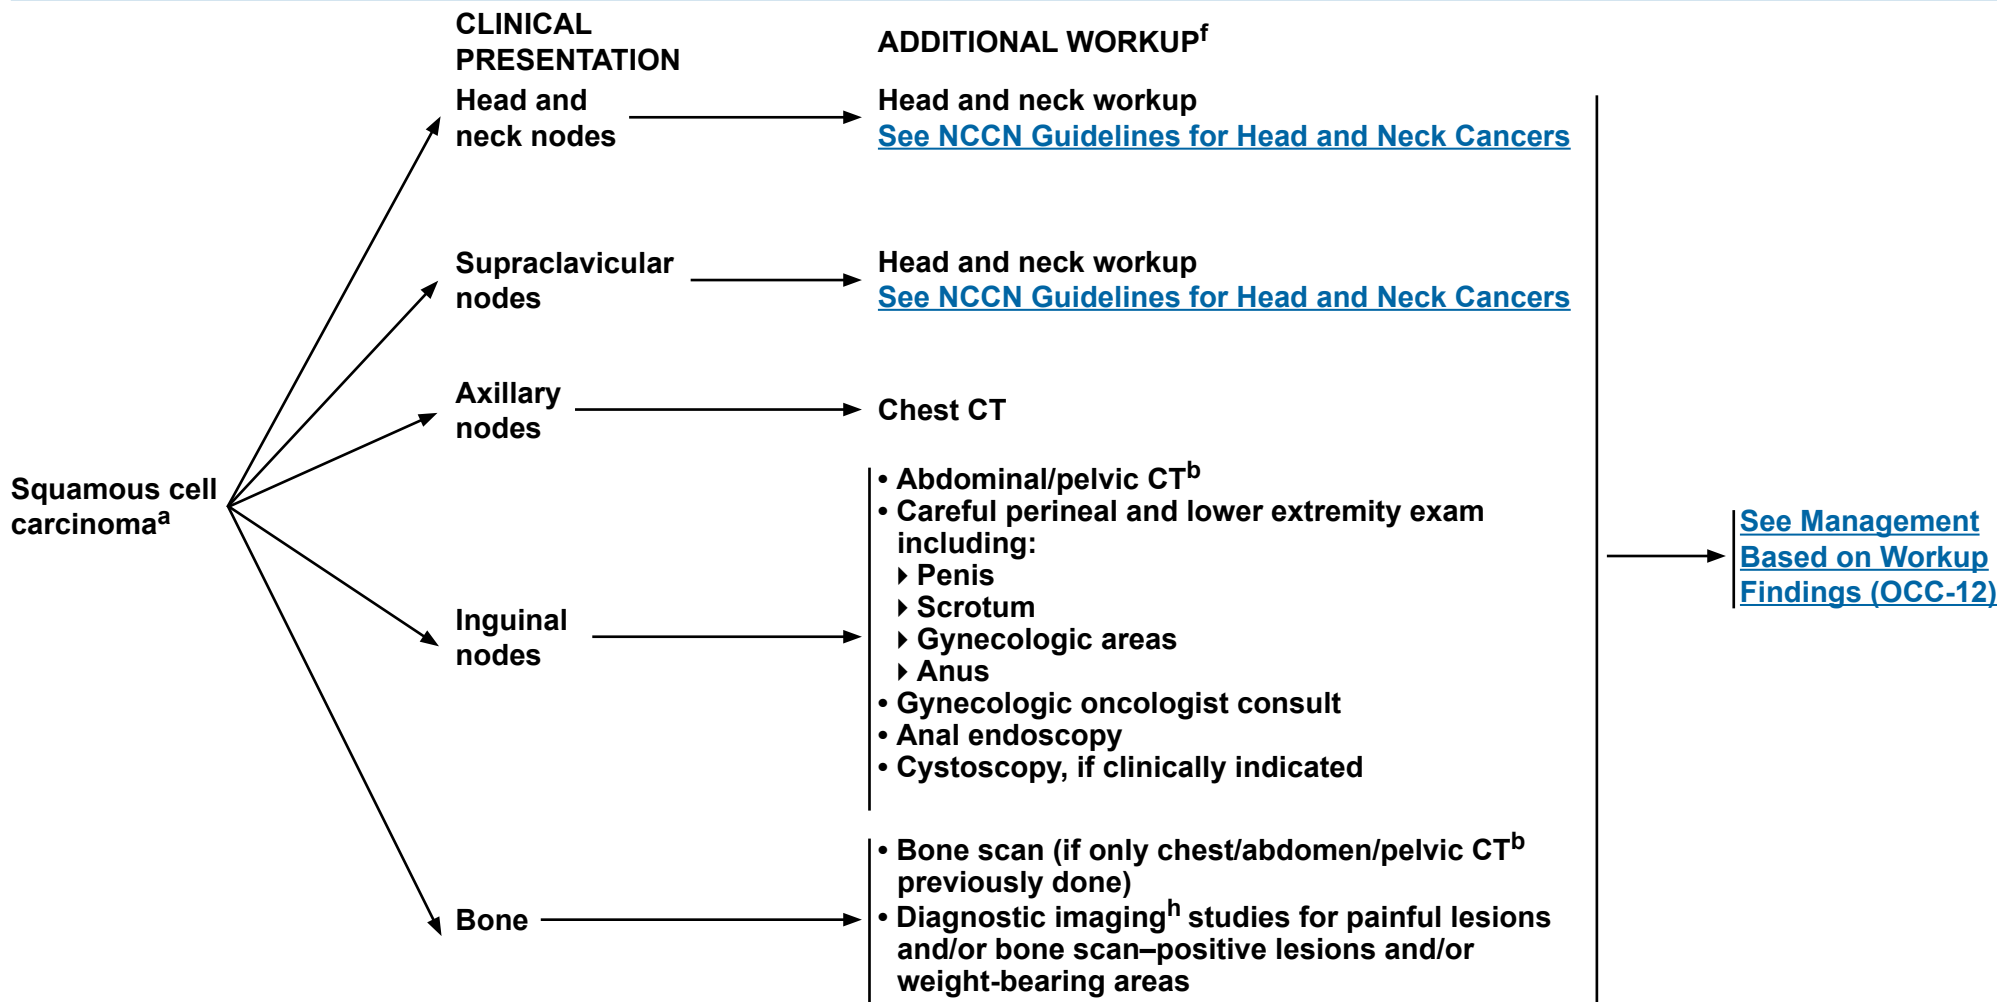 CLINICAL
PRESENTATION
ADDITIONAL WORKUPf
Head and
neck nodes
Head and neck workup
See NCCN Guidelines for Head and Neck Cancers
Supraclavicular
nodes
Head and neck workup
See NCCN Guidelines for Head and Neck Cancers
Axillary
nodes
Chest CT
Squamous cell
carcinomaa
Inguinal
nodes
• Abdominal/pelvic CTb
• Careful perineal and lower extremity exam
including:
▸ Penis
▸ Scrotum
▸ Gynecologic areas
▸ Anus
• Gynecologic oncologist consult
• Anal endoscopy
• Cystoscopy, if clinically indicated
Bone
• Bone scan (if only chest/abdomen/pelvic CTb
previously done)
• Diagnostic imagingh studies for painful lesions
and/or bone scan–positive lesions and/or
weight-bearing areas
See Management
Based on Workup
Findings (OCC-12)